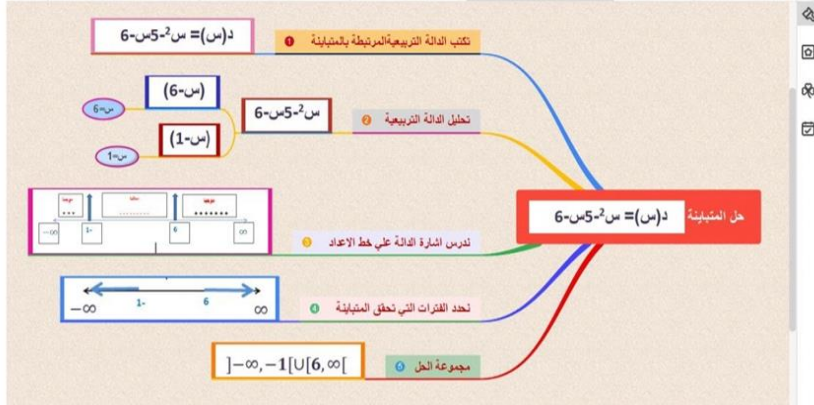 حل المتباينة
د(س)= س²-5س-6
تكتب الدالة التربيعيةالمرتبطة بالمتباينة ❶
د(س)= س²-5س-6
تحليل الدالة التربيعية ❷
س²-5س-6
(س-6)
س=6
(س-1)
س=1
تدرس اشارة الدالة علي خط الاعداد ❸
∞ 6 1- −∞
نحدد الفترات التي تحقق المتباينة ❹
−∞ 1- 6 ∞
مجموعة الحل ❺
]−∞,−1[∪[6,∞[